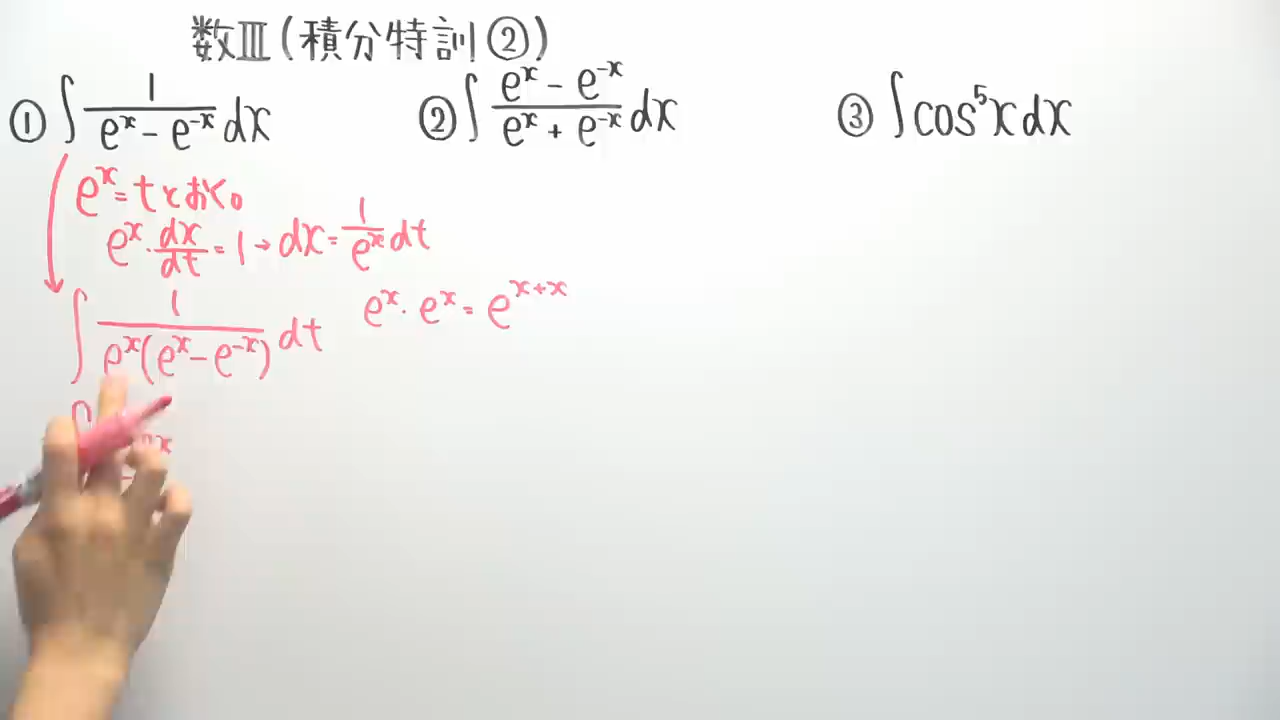 数Ⅲ(積分特訓②)
① ∫ 1/(eˣ - e⁻ˣ) dx
② ∫ (eˣ - e⁻ˣ)/(eˣ + e⁻ˣ) dx
③ ∫ cos⁵x dx
eˣ = t とおく。
eˣ · dx/dt = 1 → dx = 1/eˣ dt
∫ 1/(eˣ(eˣ - e⁻ˣ)) dt
eˣ · eˣ = eˣ⁺ˣ
∫